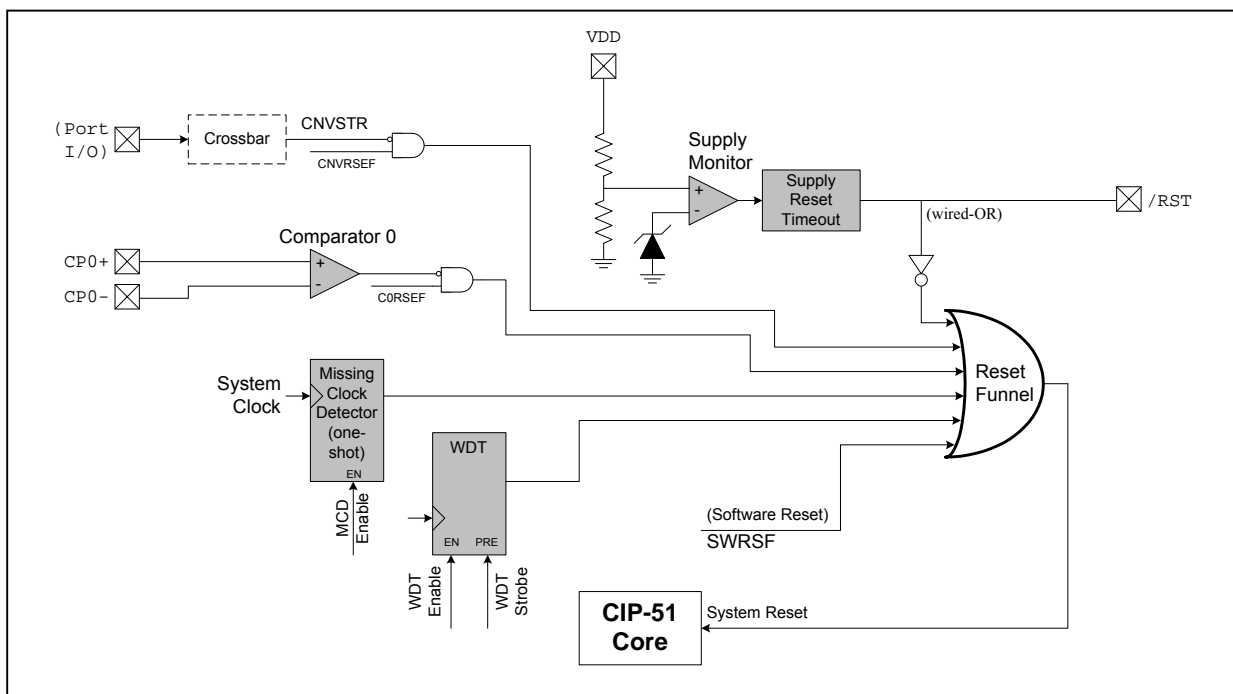 VDD
(Port
I/O)
Crossbar
CNVSTR
CNVRSEF
Supply
Monitor
+
-
Supply
Reset
Timeout
(wired-OR)
/RST
Comparator 0
CP0+
CP0-
+
-
C0RSEF
System
Clock
Missing
Clock
Detector
(one-
shot)
EN
MCD
Enable
WDT
EN
PRE
WDT
Enable
WDT
Strobe
Reset
Funnel
(Software Reset)
SWRSF
CIP-51
Core
System Reset